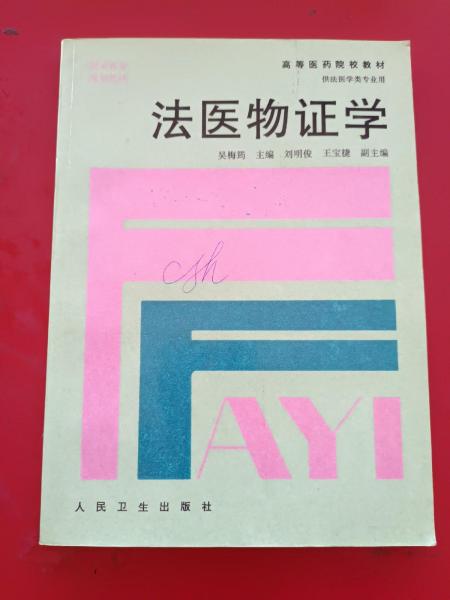 高等医药院校教材
供法医学类专业用
法医物证学
吴梅筠 主编 刘明俊 王宝捷 副主编
csh
FFAYI
人民卫生出版社